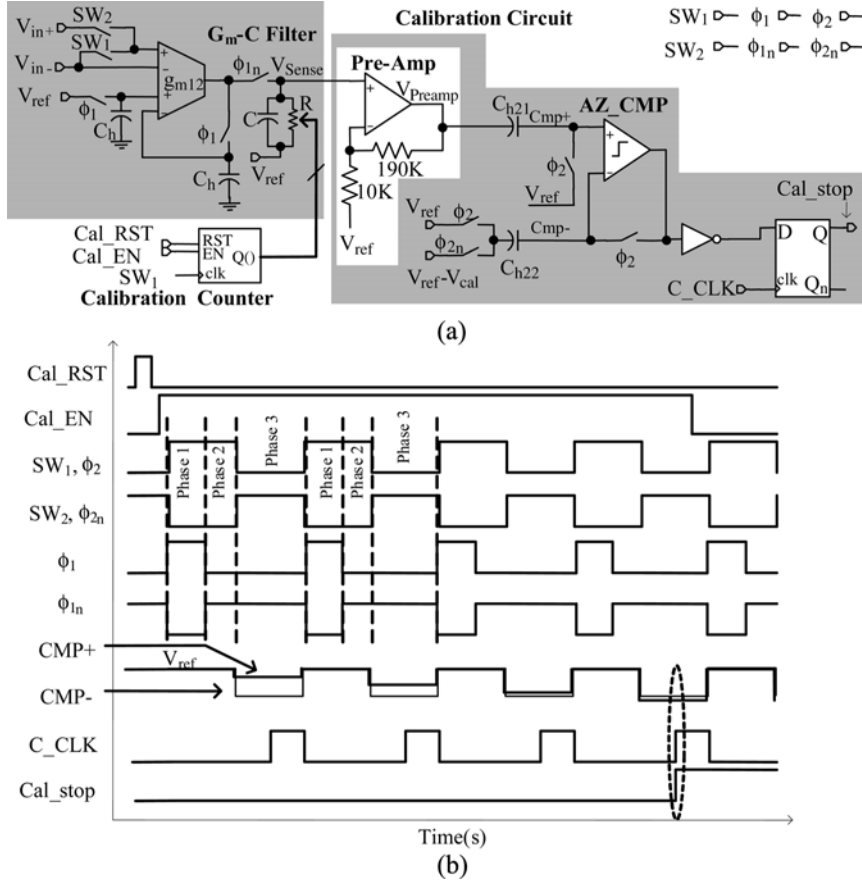 Calibration Circuit
SW₁ ϕ₁ ϕ₂
SW₂ ϕ₁ₙ ϕ₂ₙ
SW₂
Vin+
SW₁
Vin-
Gm-C Filter
gm12
ϕ₁ₙ
VSense
Vref
ϕ₁
Ch
ϕ₁
C
R
Ch
Vref
Pre-Amp
VPreamp
190K
10K
Vref
Ch21
Cmp+
AZ_CMP
ϕ₂
Vref
Vref
ϕ₂
ϕ₂ₙ
Vref-Vcal
Cmp-
Ch22
ϕ₂
Cal_stop
D Q
clk Qn
C_CLK
Cal_RST
Cal_EN
SW₁
RST
EN
Q()
clk
Calibration Counter
(a)
Cal_RST
Cal_EN
Phase 1
Phase 2
Phase 3
Phase 1
Phase 2
Phase 3
SW₁, ϕ₂
SW₂, ϕ₂ₙ
ϕ₁
ϕ₁ₙ
CMP+
Vref
CMP-
C_CLK
Cal_stop
Time(s)
(b)